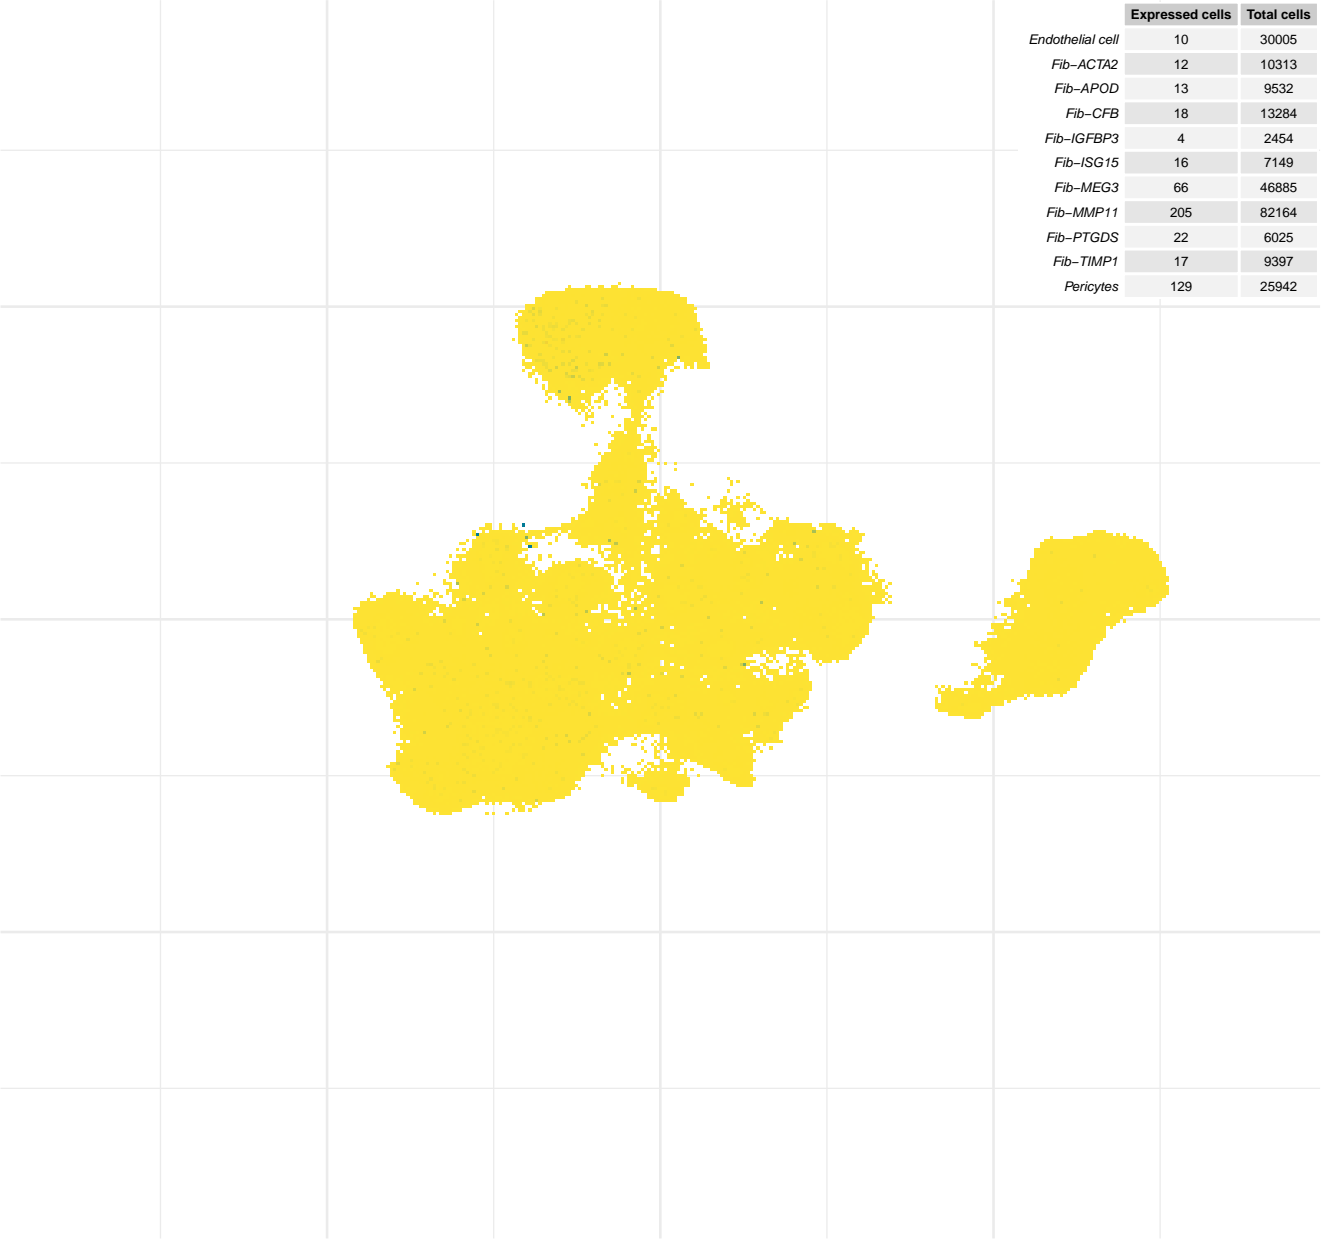 Expressed cells Total cells
Endothelial cell 10 30005
Fib−ACTA2 12 10313
Fib−APOD 13 9532
Fib−CFB 18 13284
Fib−IGFBP3 4 2454
Fib−ISG15 16 7149
Fib−MEG3 66 46885
Fib−MMP11 205 82164
Fib−PTGDS 22 6025
Fib−TIMP1 17 9397
Pericytes 129 25942